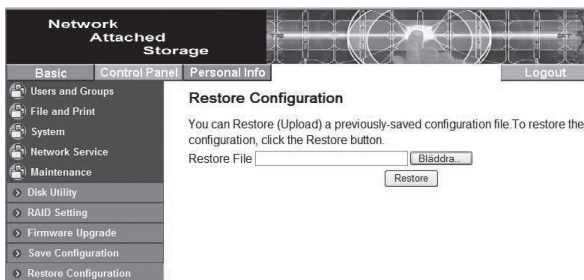 Network
Attached
Storage
Basic
Control Panel
Personal Info
Logout
Users and Groups
File and Print
System
Network Service
Maintenance
Disk Utility
RAID Setting
Firmware Upgrade
Save Configuration
Restore Configuration
Restore Configuration
You can Restore (Upload) a previously-saved configuration file.To restore the
configuration, click the Restore button.
Restore File
Bläddra...
Restore